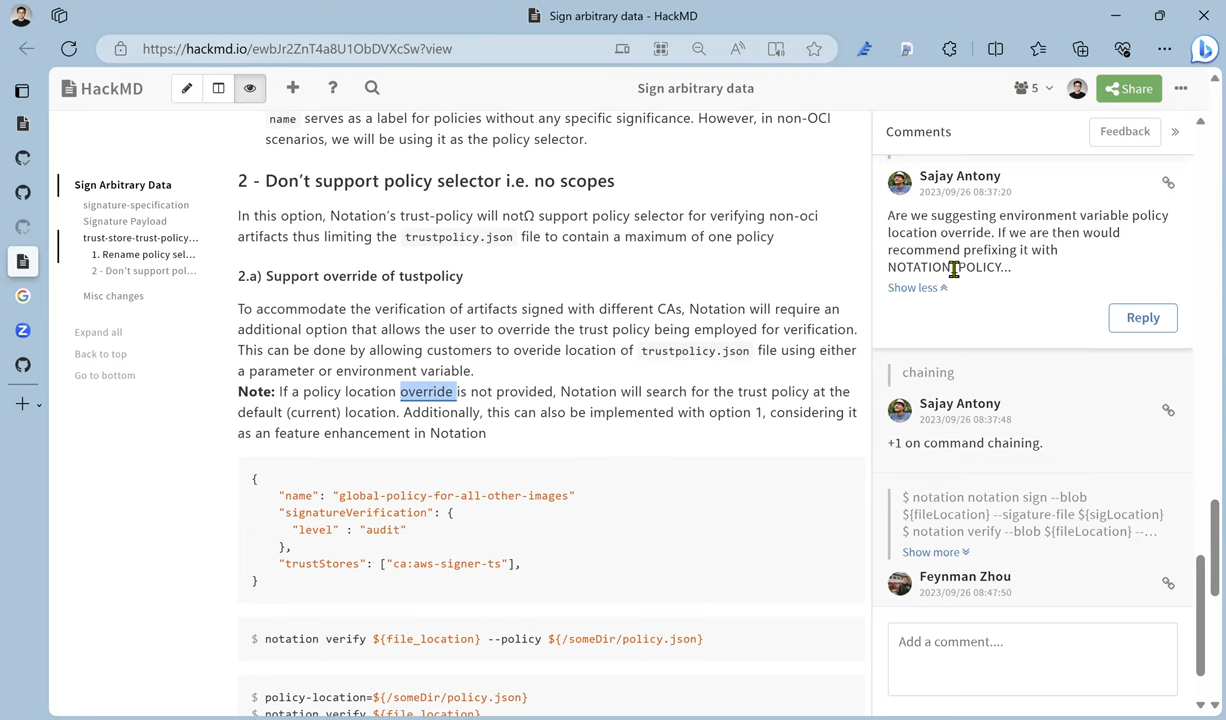 Sign arbitrary data - HackMD
https://hackmd.io/ewbJr2ZnT4a8U1ObDVXcSw?view
HackMD
Sign arbitrary data
5
Share
Sign Arbitrary Data
signature-specification
Signature Payload
trust-store-trust-policy...
1. Rename policy sel...
2 - Don't support pol...
Misc changes
Expand all
Back to top
Go to bottom
name serves as a label for policies without any specific significance. However, in non-OCI
scenarios, we will be using it as the policy selector.
2 - Don't support policy selector i.e. no scopes
In this option, Notation's trust-policy will notΩ support policy selector for verifying non-oci
artifacts thus limiting the trustpolicy.json file to contain a maximum of one policy
2.a) Support override of tustpolicy
To accommodate the verification of artifacts signed with different CAs, Notation will require an
additional option that allows the user to override the trust policy being employed for verification.
This can be done by allowing customers to overide location of trustpolicy.json file using either
a parameter or environment variable.
Note: If a policy location override is not provided, Notation will search for the trust policy at the
default (current) location. Additionally, this can also be implemented with option 1, considering it
as an feature enhancement in Notation
{
"name": "global-policy-for-all-other-images"
"signatureVerification": {
"level" : "audit"
},
"trustStores": ["ca:aws-signer-ts"],
}
$ notation verify ${file_location} --policy ${/someDir/policy.json}
$ policy-location=${/someDir/policy.json}
$ notation verify ${file_location}
Comments
Feedback
Sajay Antony
2023/09/26 08:37:20
Are we suggesting environment variable policy
location override. If we are then would
recommend prefixing it with
NOTATION_POLICY...
Show less
Reply
chaining
Sajay Antony
2023/09/26 08:37:48
+1 on command chaining.
$ notation notation sign --blob
${fileLocation} --sigature-file ${sigLocation}
$ notation verify --blob ${fileLocation} --...
Show more
Feynman Zhou
2023/09/26 08:47:50
Add a comment....